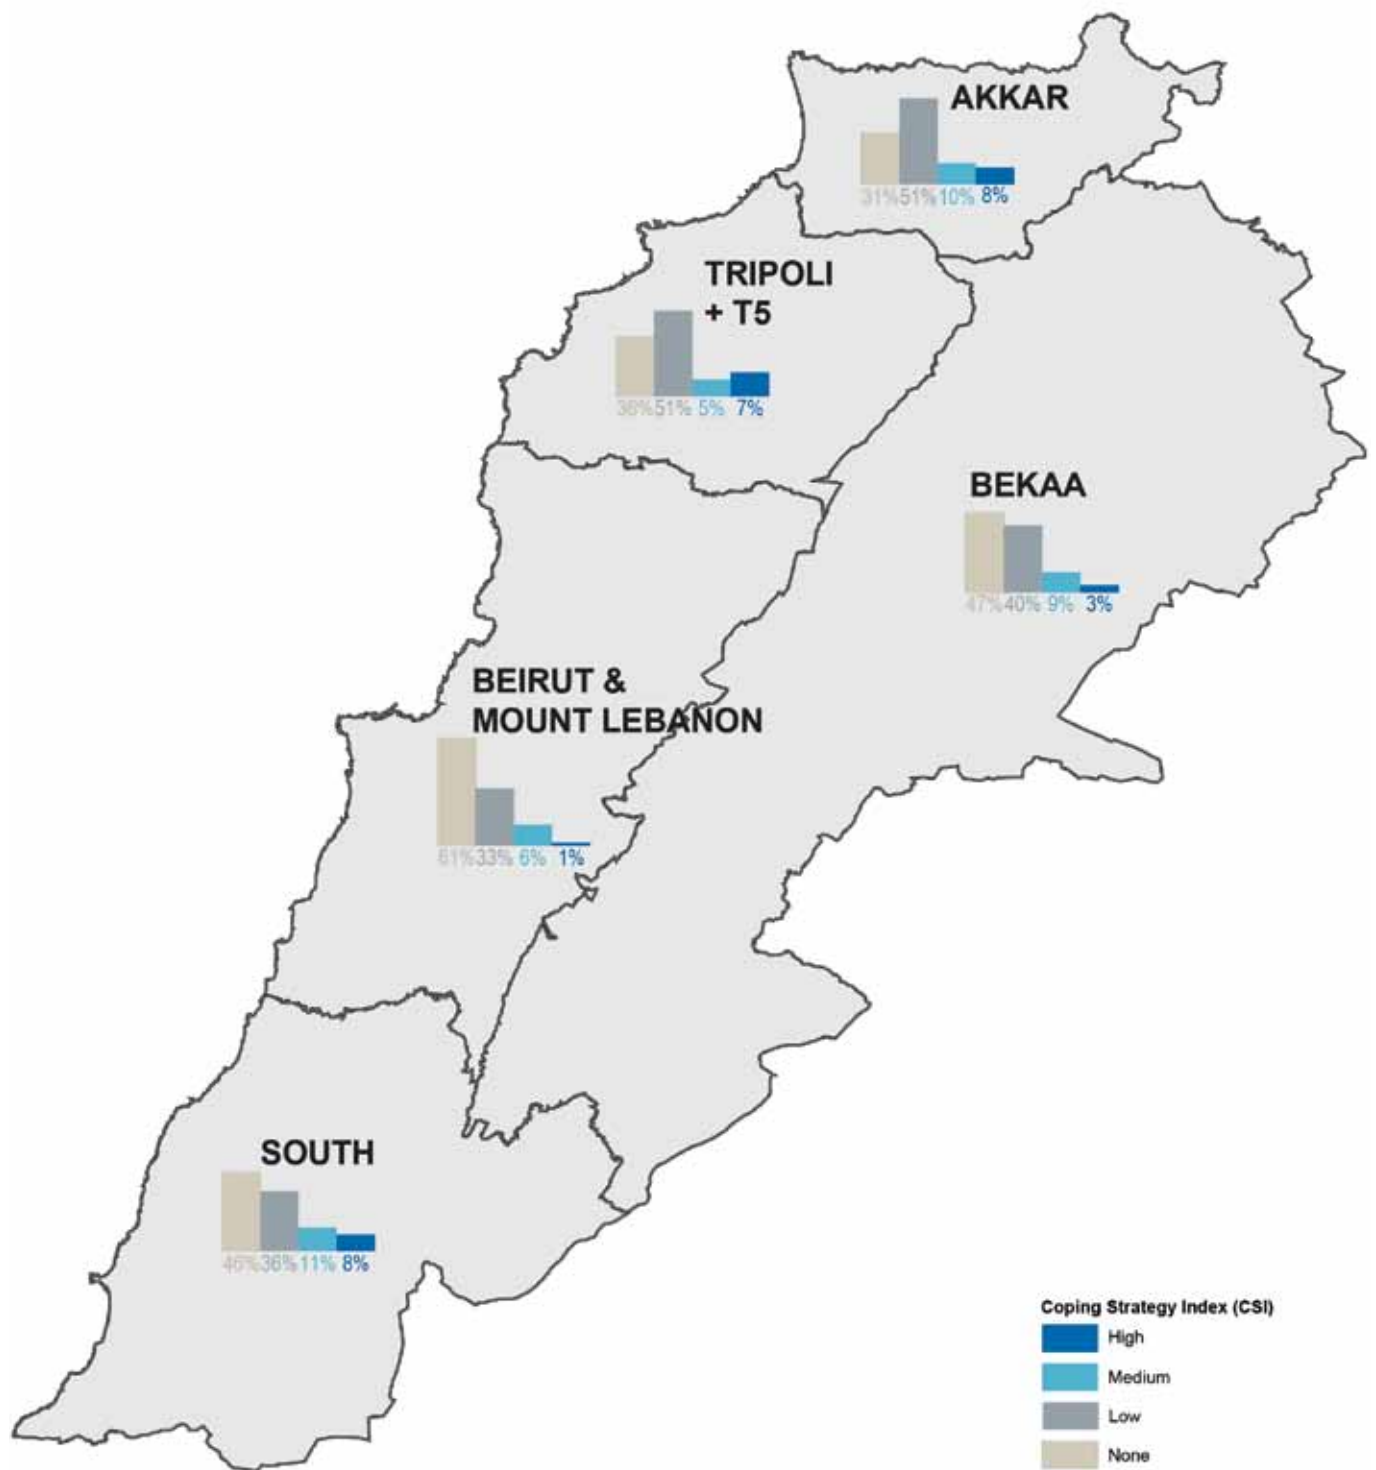 AKKAR
31% 51% 10% 8%
TRIPOLI
+ T5
36% 51% 5% 7%
BEKAA
47% 40% 9% 3%
BEIRUT &
MOUNT LEBANON
61% 33% 6% 1%
SOUTH
46% 36% 11% 8%
Coping Strategy Index (CSI)
High
Medium
Low
None